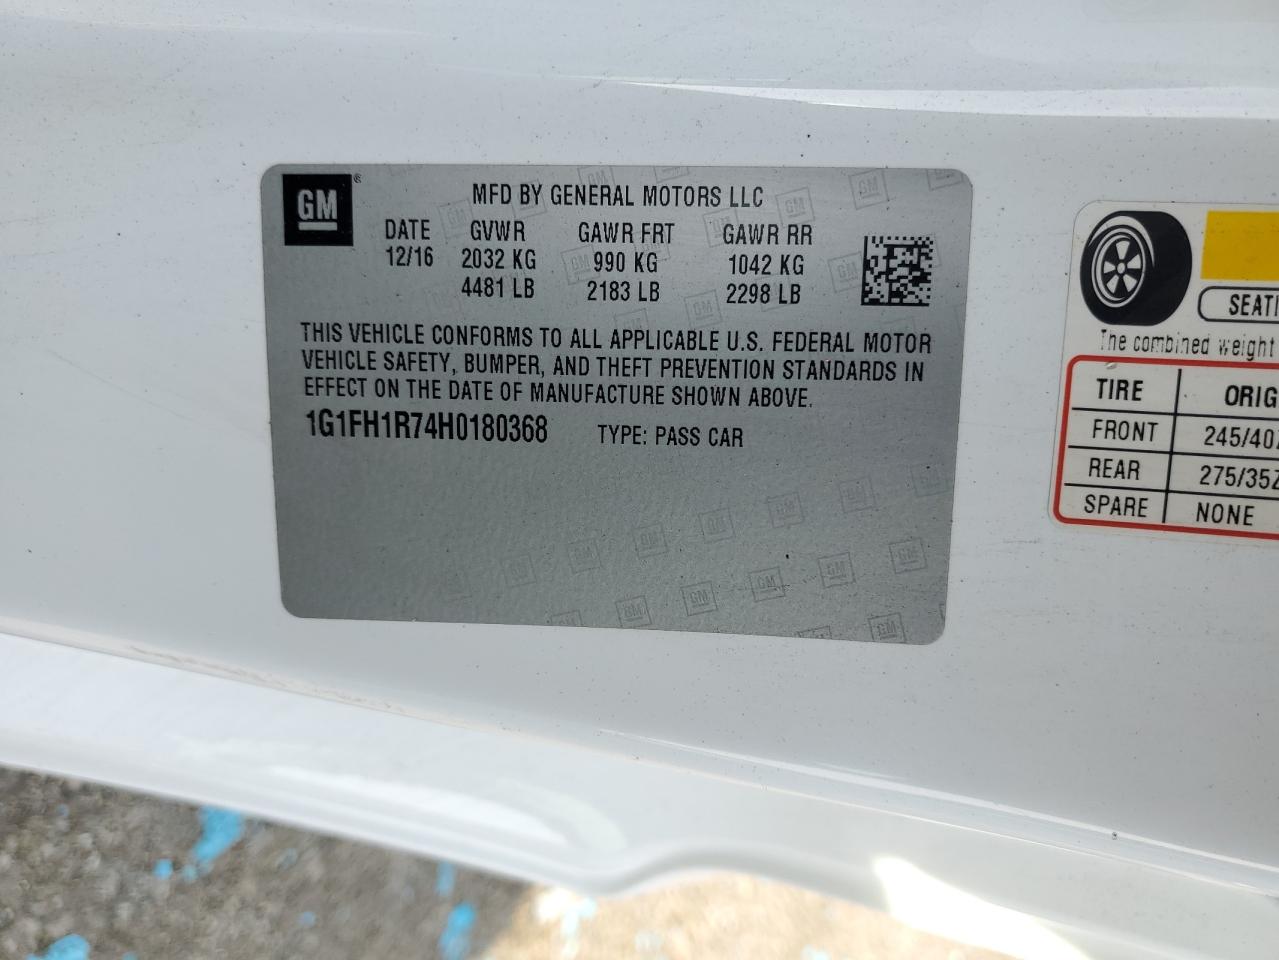 GM
MFD BY GENERAL MOTORS LLC
DATE GVWR GAWR FRT GAWR RR
12/16 2032 KG 990 KG 1042 KG
4481 LB 2183 LB 2298 LB
THIS VEHICLE CONFORMS TO ALL APPLICABLE U.S. FEDERAL MOTOR
VEHICLE SAFETY, BUMPER, AND THEFT PREVENTION STANDARDS IN
EFFECT ON THE DATE OF MANUFACTURE SHOWN ABOVE.
1G1FH1R74H0180368 TYPE: PASS CAR
SEATI
The combined weight
TIRE ORIG
FRONT 245/40Z
REAR 275/35Z
SPARE NONE